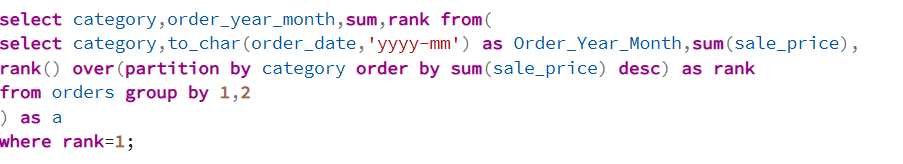 select category,order_year_month,sum,rank from(
select category,to_char(order_date,'yyyy-mm') as Order_Year_Month,sum(sale_price),
rank() over(partition by category order by sum(sale_price) desc) as rank
from orders group by 1,2
) as a
where rank=1;